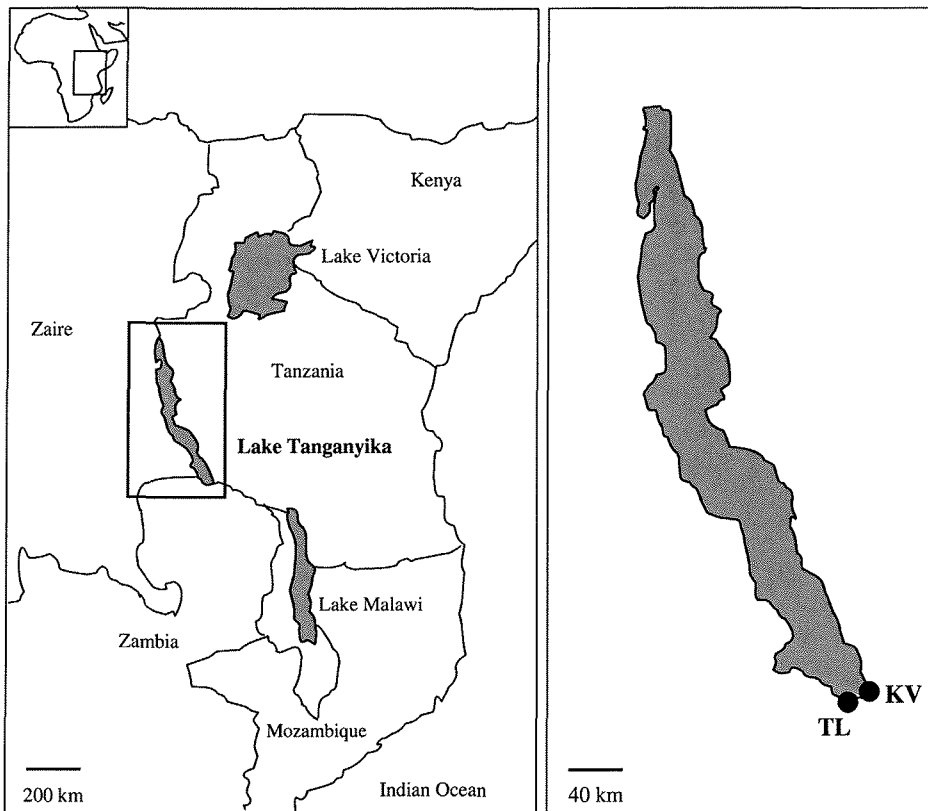 Kenya
Lake Victoria
Zaire
Tanzania
Lake Tanganyika
Lake Malawi
Zambia
Mozambique
200 km
Indian Ocean
KV
TL
40 km